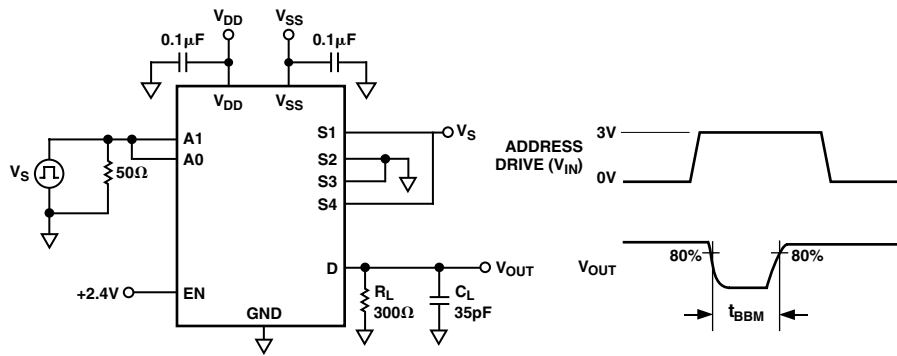 VDD VSS
0.1µF 0.1µF
VDD VSS
A1 S1 VS
A0 S2
VS 50Ω S3
S4
D VOUT
+2.4V EN RL CL
300Ω 35pF
GND
3V
ADDRESS
DRIVE (VIN)
0V
VOUT 80% 80%
tBBM